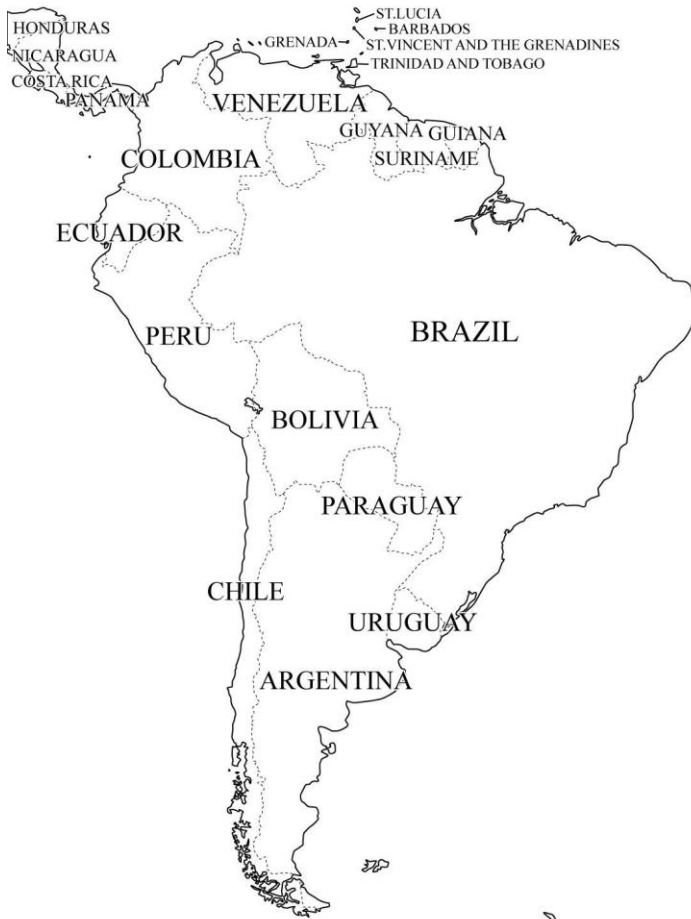 ST.LUCIA
HONDURAS
BARBADOS
GRENADA
ST.VINCENT AND THE GRENADINES
NICARAGUA
TRINIDAD AND TOBAGO
COSTA RICA
PANAMA
VENEZUELA
GUYANA
GUIANA
COLOMBIA
SURINAME
ECUADOR
PERU
BRAZIL
BOLIVIA
PARAGUAY
CHILE
URUGUAY
ARGENTINA